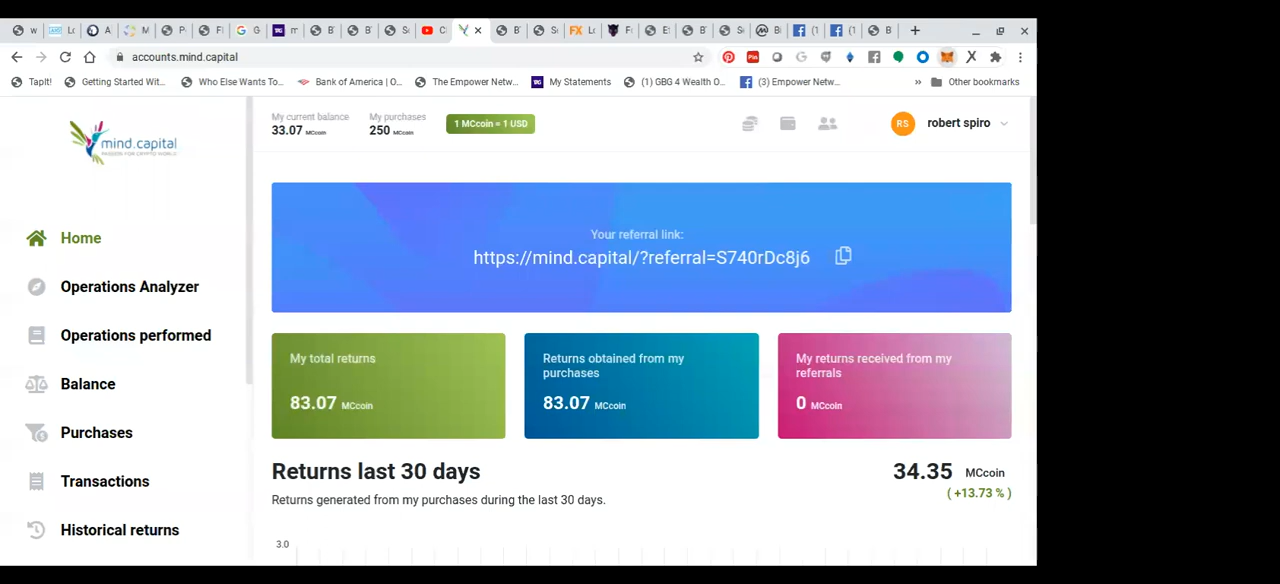 accounts.mind.capital
TapIt!
Getting Started Wit...
Who Else Wants To...
Bank of America | O...
The Empower Netw...
My Statements
(1) GBG 4 Wealth O...
(3) Empower Netw...
»
Other bookmarks
mind.capital
My current balance
33.07 MCcoin
My purchases
250 MCcoin
1 MCcoin = 1 USD
RS
robert spiro
Your referral link:
https://mind.capital/?referral=S740rDc8j6
Home
Operations Analyzer
Operations performed
Balance
Purchases
Transactions
Historical returns
My total returns
83.07 MCcoin
Returns obtained from my
purchases
83.07 MCcoin
My returns received from my
referrals
0 MCcoin
Returns last 30 days
34.35 MCcoin
Returns generated from my purchases during the last 30 days.
( +13.73 % )
3.0